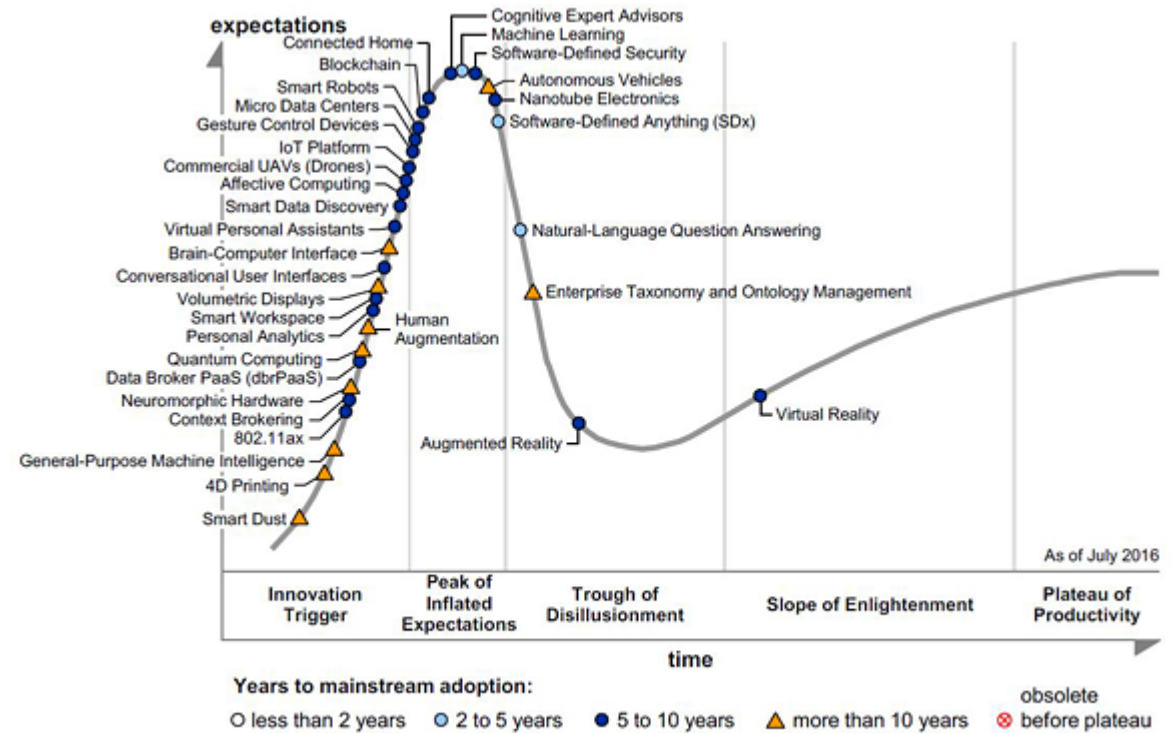 expectations
Connected Home
Blockchain
Smart Robots
Micro Data Centers
Gesture Control Devices
IoT Platform
Commercial UAVs (Drones)
Affective Computing
Smart Data Discovery
Virtual Personal Assistants
Brain-Computer Interface
Conversational User Interfaces
Volumetric Displays
Smart Workspace
Personal Analytics
Quantum Computing
Data Broker PaaS (dbrPaaS)
Neuromorphic Hardware
Context Brokering
802.11ax
General-Purpose Machine Intelligence
4D Printing
Smart Dust
Human
Augmentation
Cognitive Expert Advisors
Machine Learning
Software-Defined Security
Autonomous Vehicles
Nanotube Electronics
Software-Defined Anything (SDx)
Natural-Language Question Answering
Enterprise Taxonomy and Ontology Management
Augmented Reality
Virtual Reality
As of July 2016
Innovation
Trigger
Peak of
Inflated
Expectations
Trough of
Disillusionment
Slope of Enlightenment
Plateau of
Productivity
time
Years to mainstream adoption:
less than 2 years
2 to 5 years
5 to 10 years
more than 10 years
obsolete
before plateau